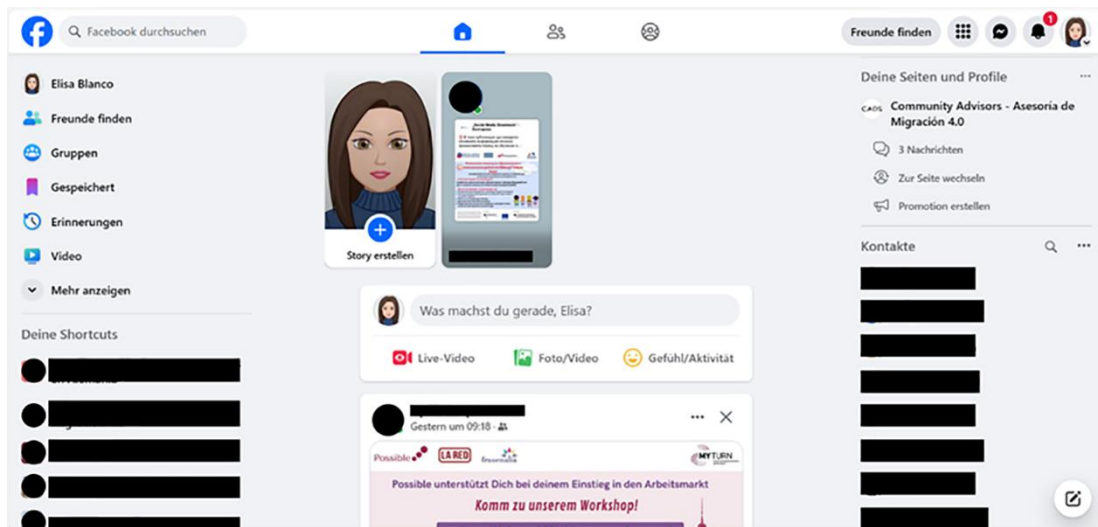 Facebook durchsuchen
Freunde finden
1
Elisa Blanco
Freunde finden
Gruppen
Gespeichert
Erinnerungen
Video
Mehr anzeigen
Deine Shortcuts
Story erstellen
Was machst du gerade, Elisa?
Live-Video
Foto/Video
Gefühl/Aktivität
Gestern um 09:18
Possible
LA RED
MYTURN
Possible unterstützt Dich bei deinem Einstieg in den Arbeitsmarkt
Komm zu unserem Workshop!
Deine Seiten und Profile
CAOS
Community Advisors - Asesoría de
Migración 4.0
3 Nachrichten
Zur Seite wechseln
Promotion erstellen
Kontakte